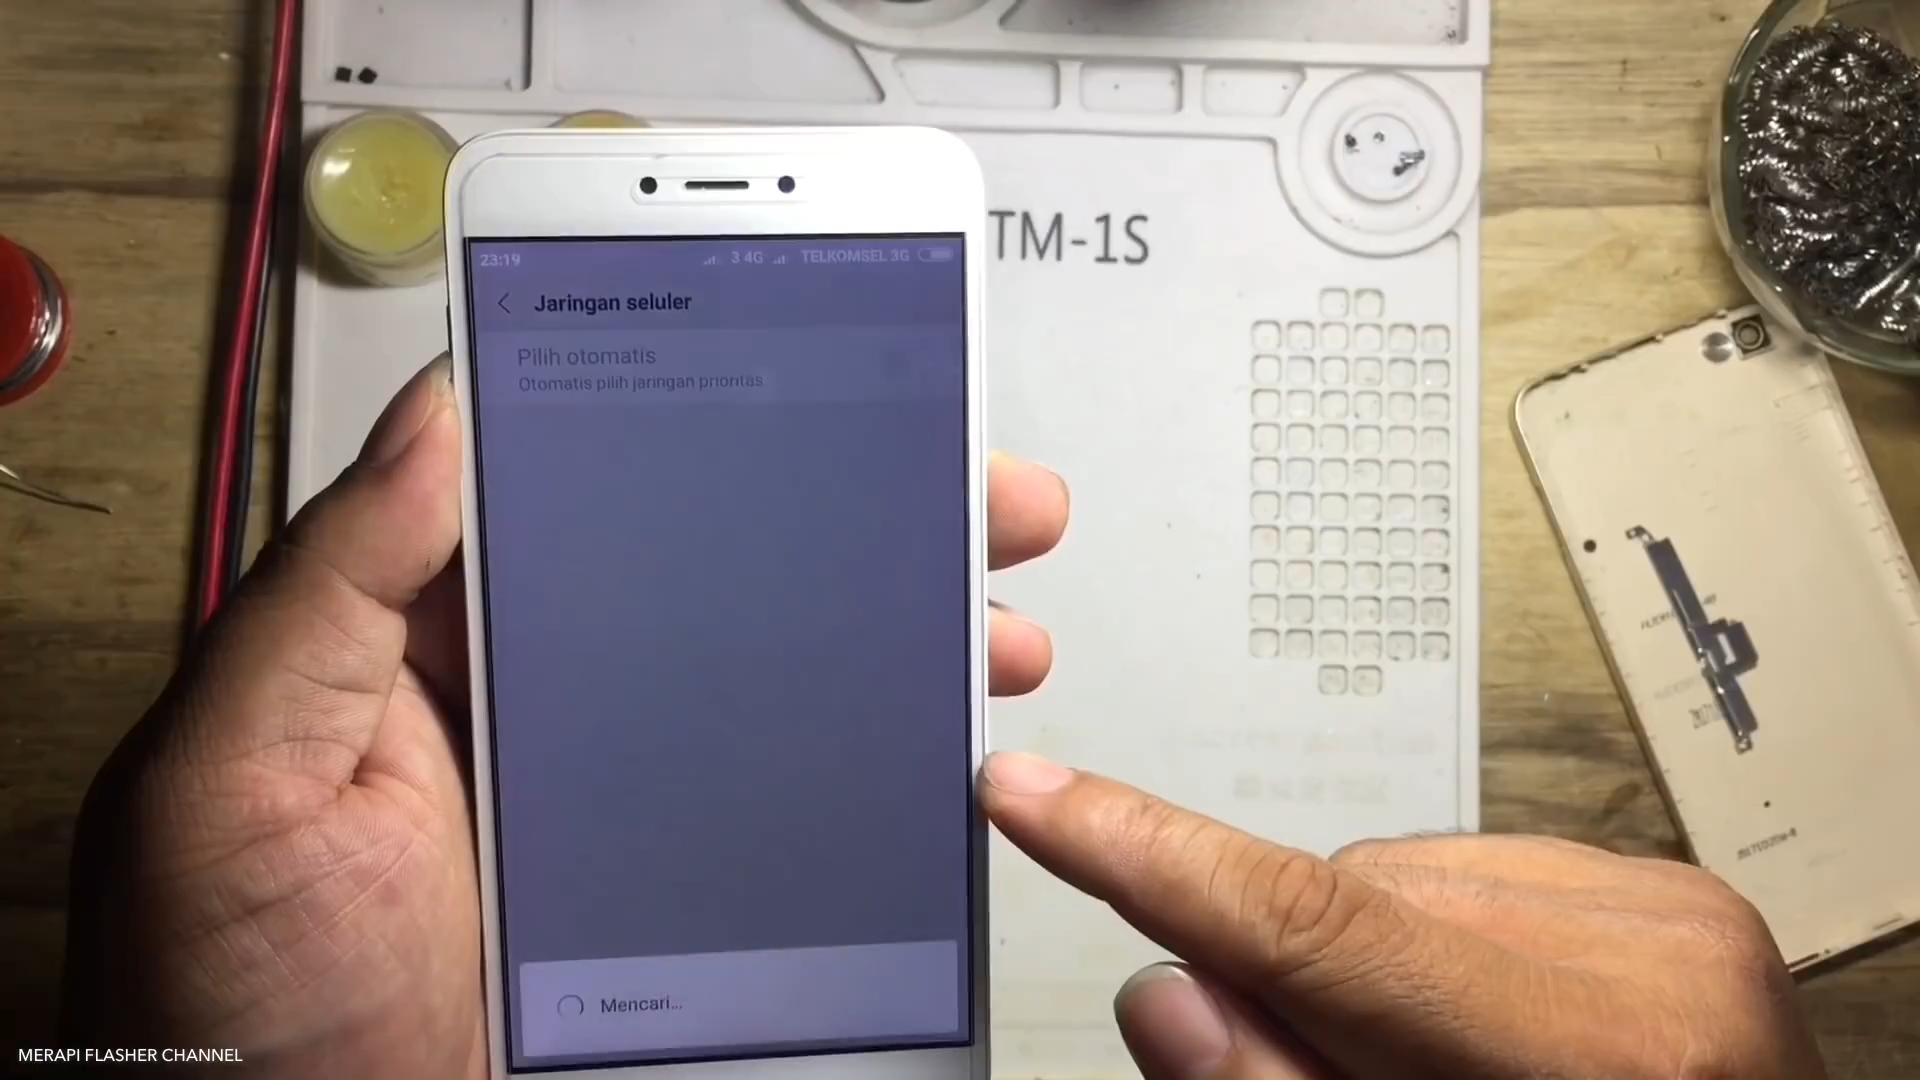 TM-1S
23:19 3 4G TELKOMSEL 3G
Jaringan seluler
Pilih otomatis
Otomatis pilih jaringan prioritas
Mencari...
MERAPI FLASHER CHANNEL